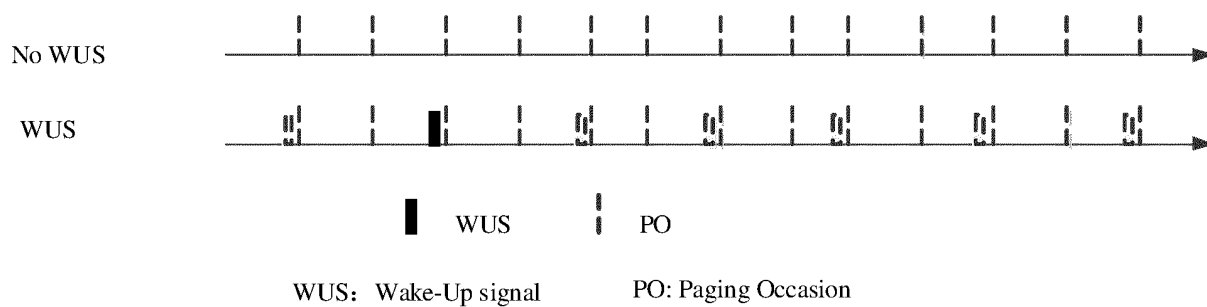 No WUS
WUS
WUS PO
WUS: Wake-Up signal PO: Paging Occasion